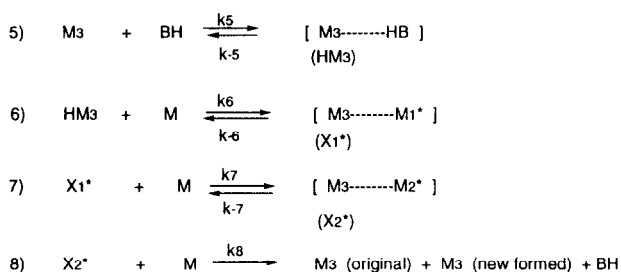 k5
5) M3 + BH [ M3--------HB ]
k-5 (HM3)
k6
6) HM3 + M [ M3--------M1* ]
k-6 (X1*)
k7
7) X1* + M [ M3--------M2* ]
k-7 (X2*)
k8
8) X2* + M M3 (original) + M3 (new formed) + BH